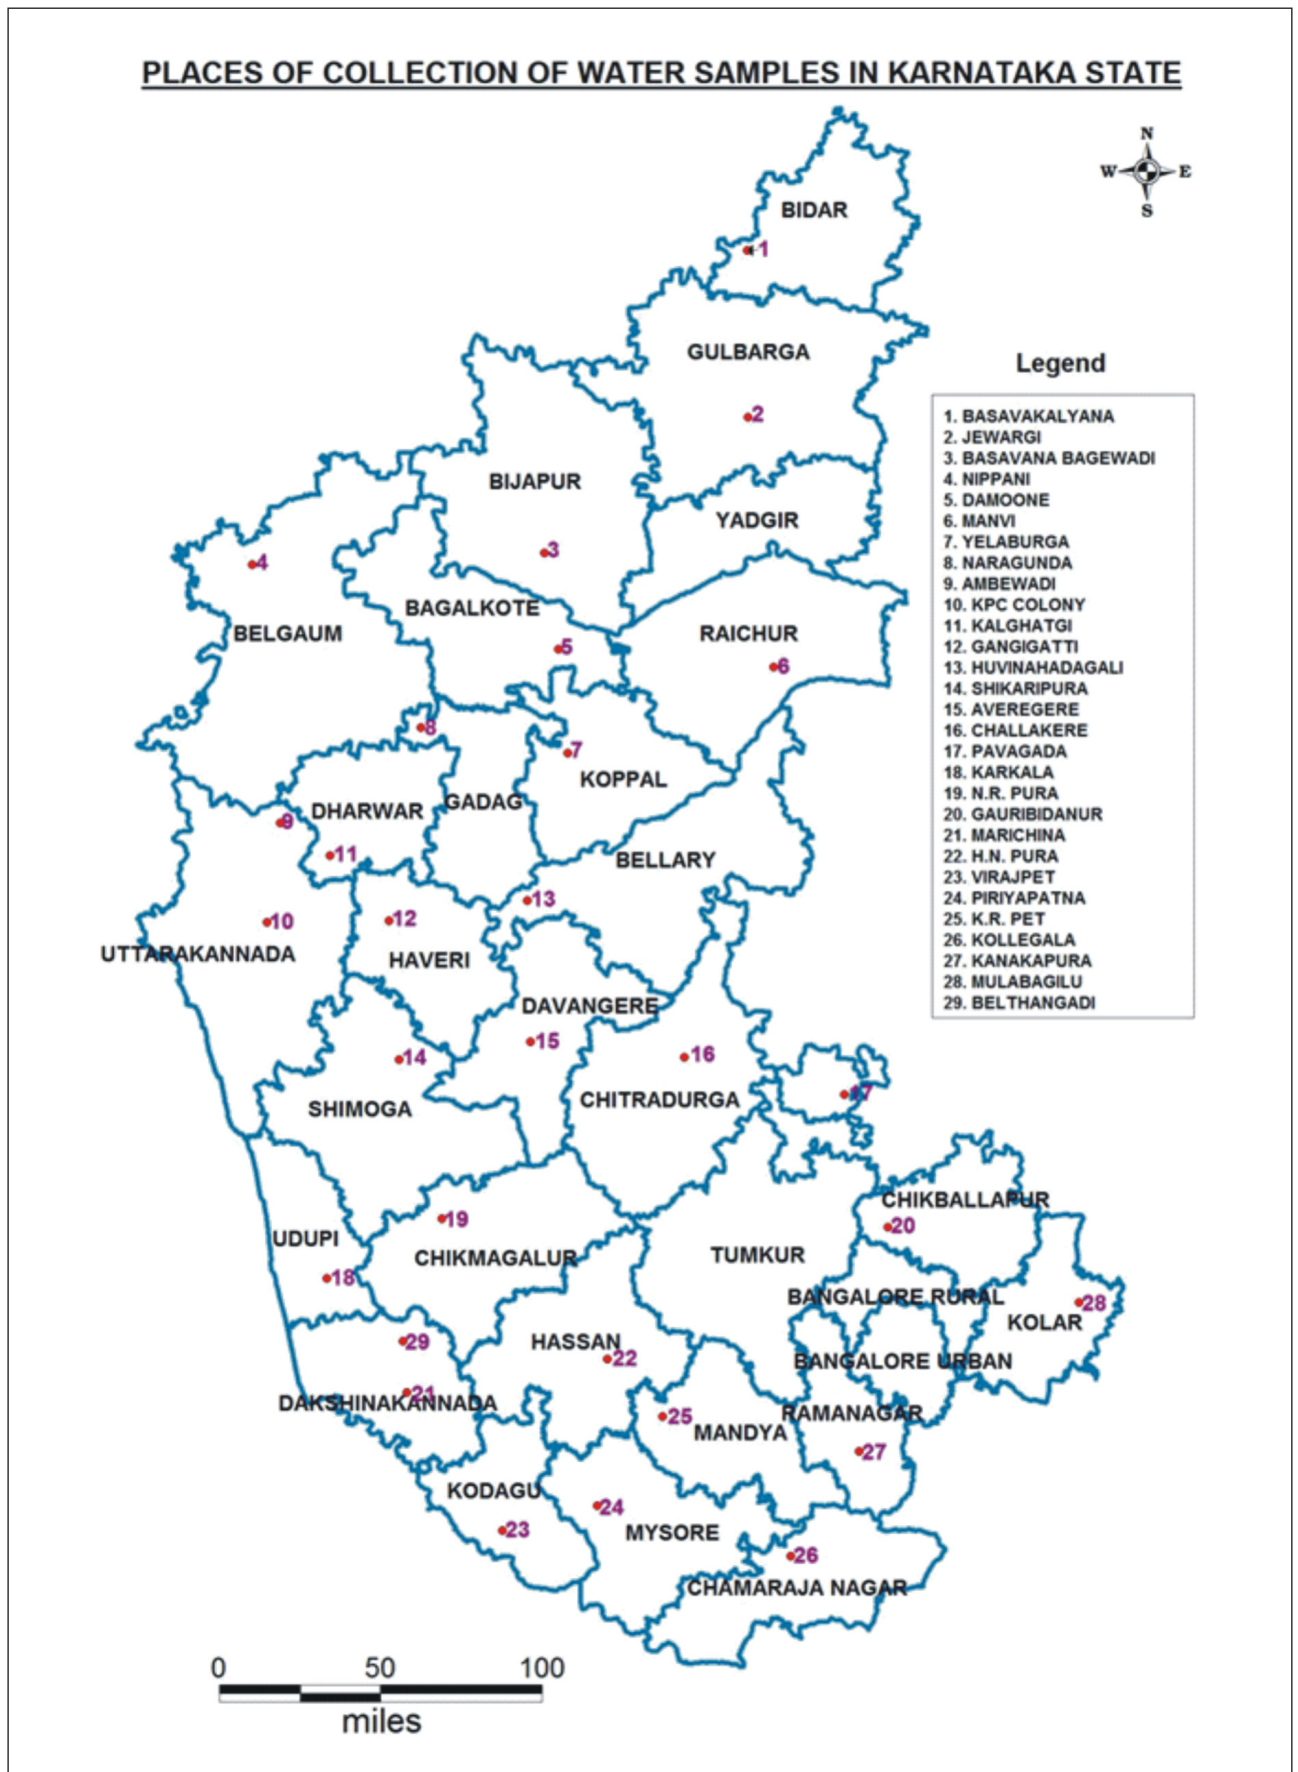 PLACES OF COLLECTION OF WATER SAMPLES IN KARNATAKA STATE
N
W E
S
BIDAR
1
GULBARGA
2
Legend
1. BASAVAKALYANA
2. JEWARGI
3. BASAVANA BAGEWADI
4. NIPPANI
5. DAMOONE
6. MANVI
7. YELABURGA
8. NARAGUNDA
9. AMBEWADI
10. KPC COLONY
11. KALGHATGI
12. GANGIGATTI
13. HUVINAHADAGALI
14. SHIKARIPURA
15. AVEREGERE
16. CHALLAKERE
17. PAVAGADA
18. KARKALA
19. N.R. PURA
20. GAURIBIDANUR
21. MARICHINA
22. H.N. PURA
23. VIRAJPET
24. PIRIYAPATNA
25. K.R. PET
26. KOLLEGALA
27. KANAKAPURA
28. MULABAGILU
29. BELTHANGADI
BIJAPUR
YADGIR
3
4
BAGALKOTE
BELGAUM
RAICHUR
5
6
8
7
KOPPAL
GADAG
DHARWAR
9
11
BELLARY
13
10
12
UTTARAKANNADA
HAVERI
DAVANGERE
15
14
16
CHITRADURGA
17
SHIMOGA
CHIKBALLAPUR
19
20
UDUPI
CHIKMAGALUR
TUMKUR
18
BANGALORE RURAL
28
KOLAR
29
HASSAN
22
BANGALORE URBAN
21
DAKSHINAKANNADA
25
RAMANAGAR
MANDYA
27
KODAGU
24
23
MYSORE
26
CHAMARAJA NAGAR
0 50 100
miles